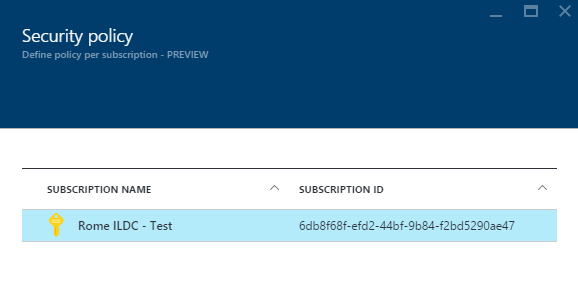 Security policy
Define policy per subscription - PREVIEW
SUBSCRIPTION NAME SUBSCRIPTION ID
Rome ILDC - Test 6db8f68f-efd2-44bf-9b84-f2bd5290ae47